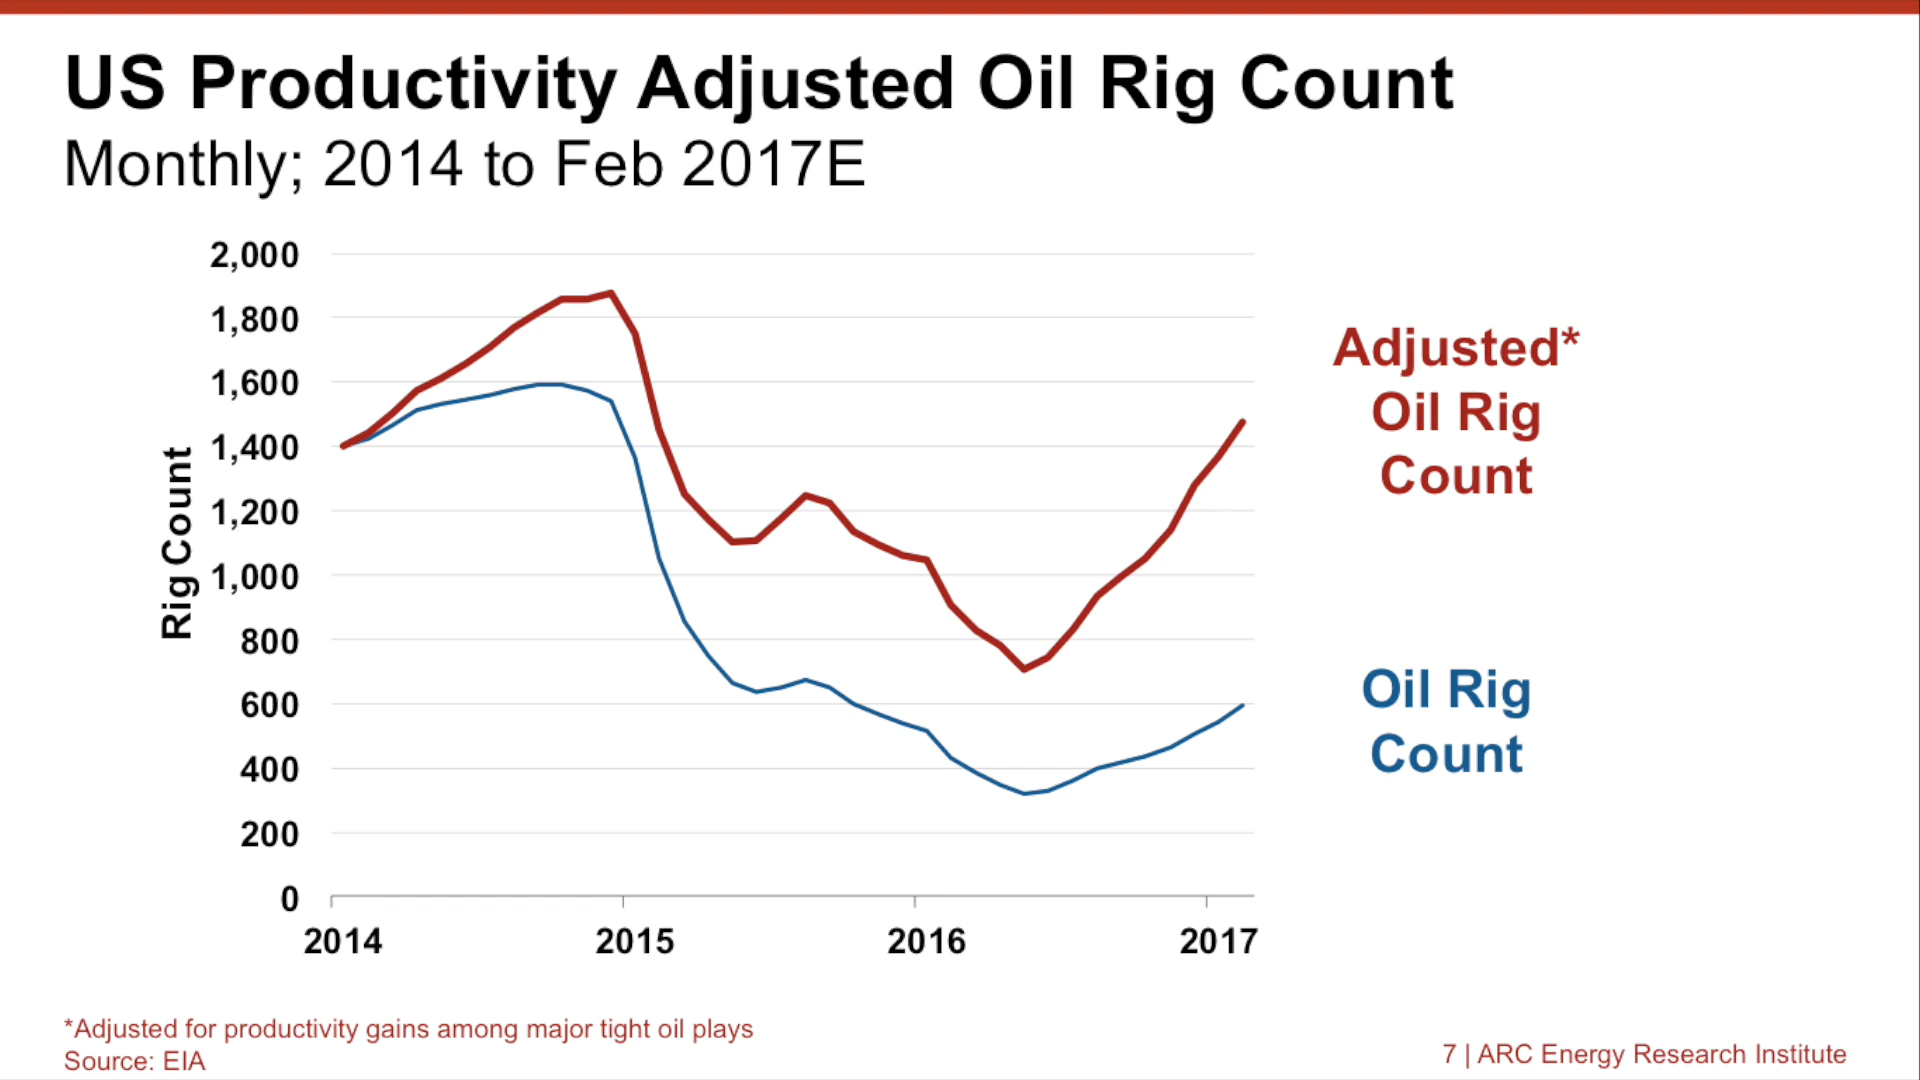 US Productivity Adjusted Oil Rig Count
Monthly; 2014 to Feb 2017E
Rig Count
2,000
1,800
1,600
1,400
1,200
1,000
800
600
400
200
0
2014
2015
2016
2017
Adjusted*
Oil Rig
Count
Oil Rig
Count
*Adjusted for productivity gains among major tight oil plays
Source: EIA
7 | ARC Energy Research Institute